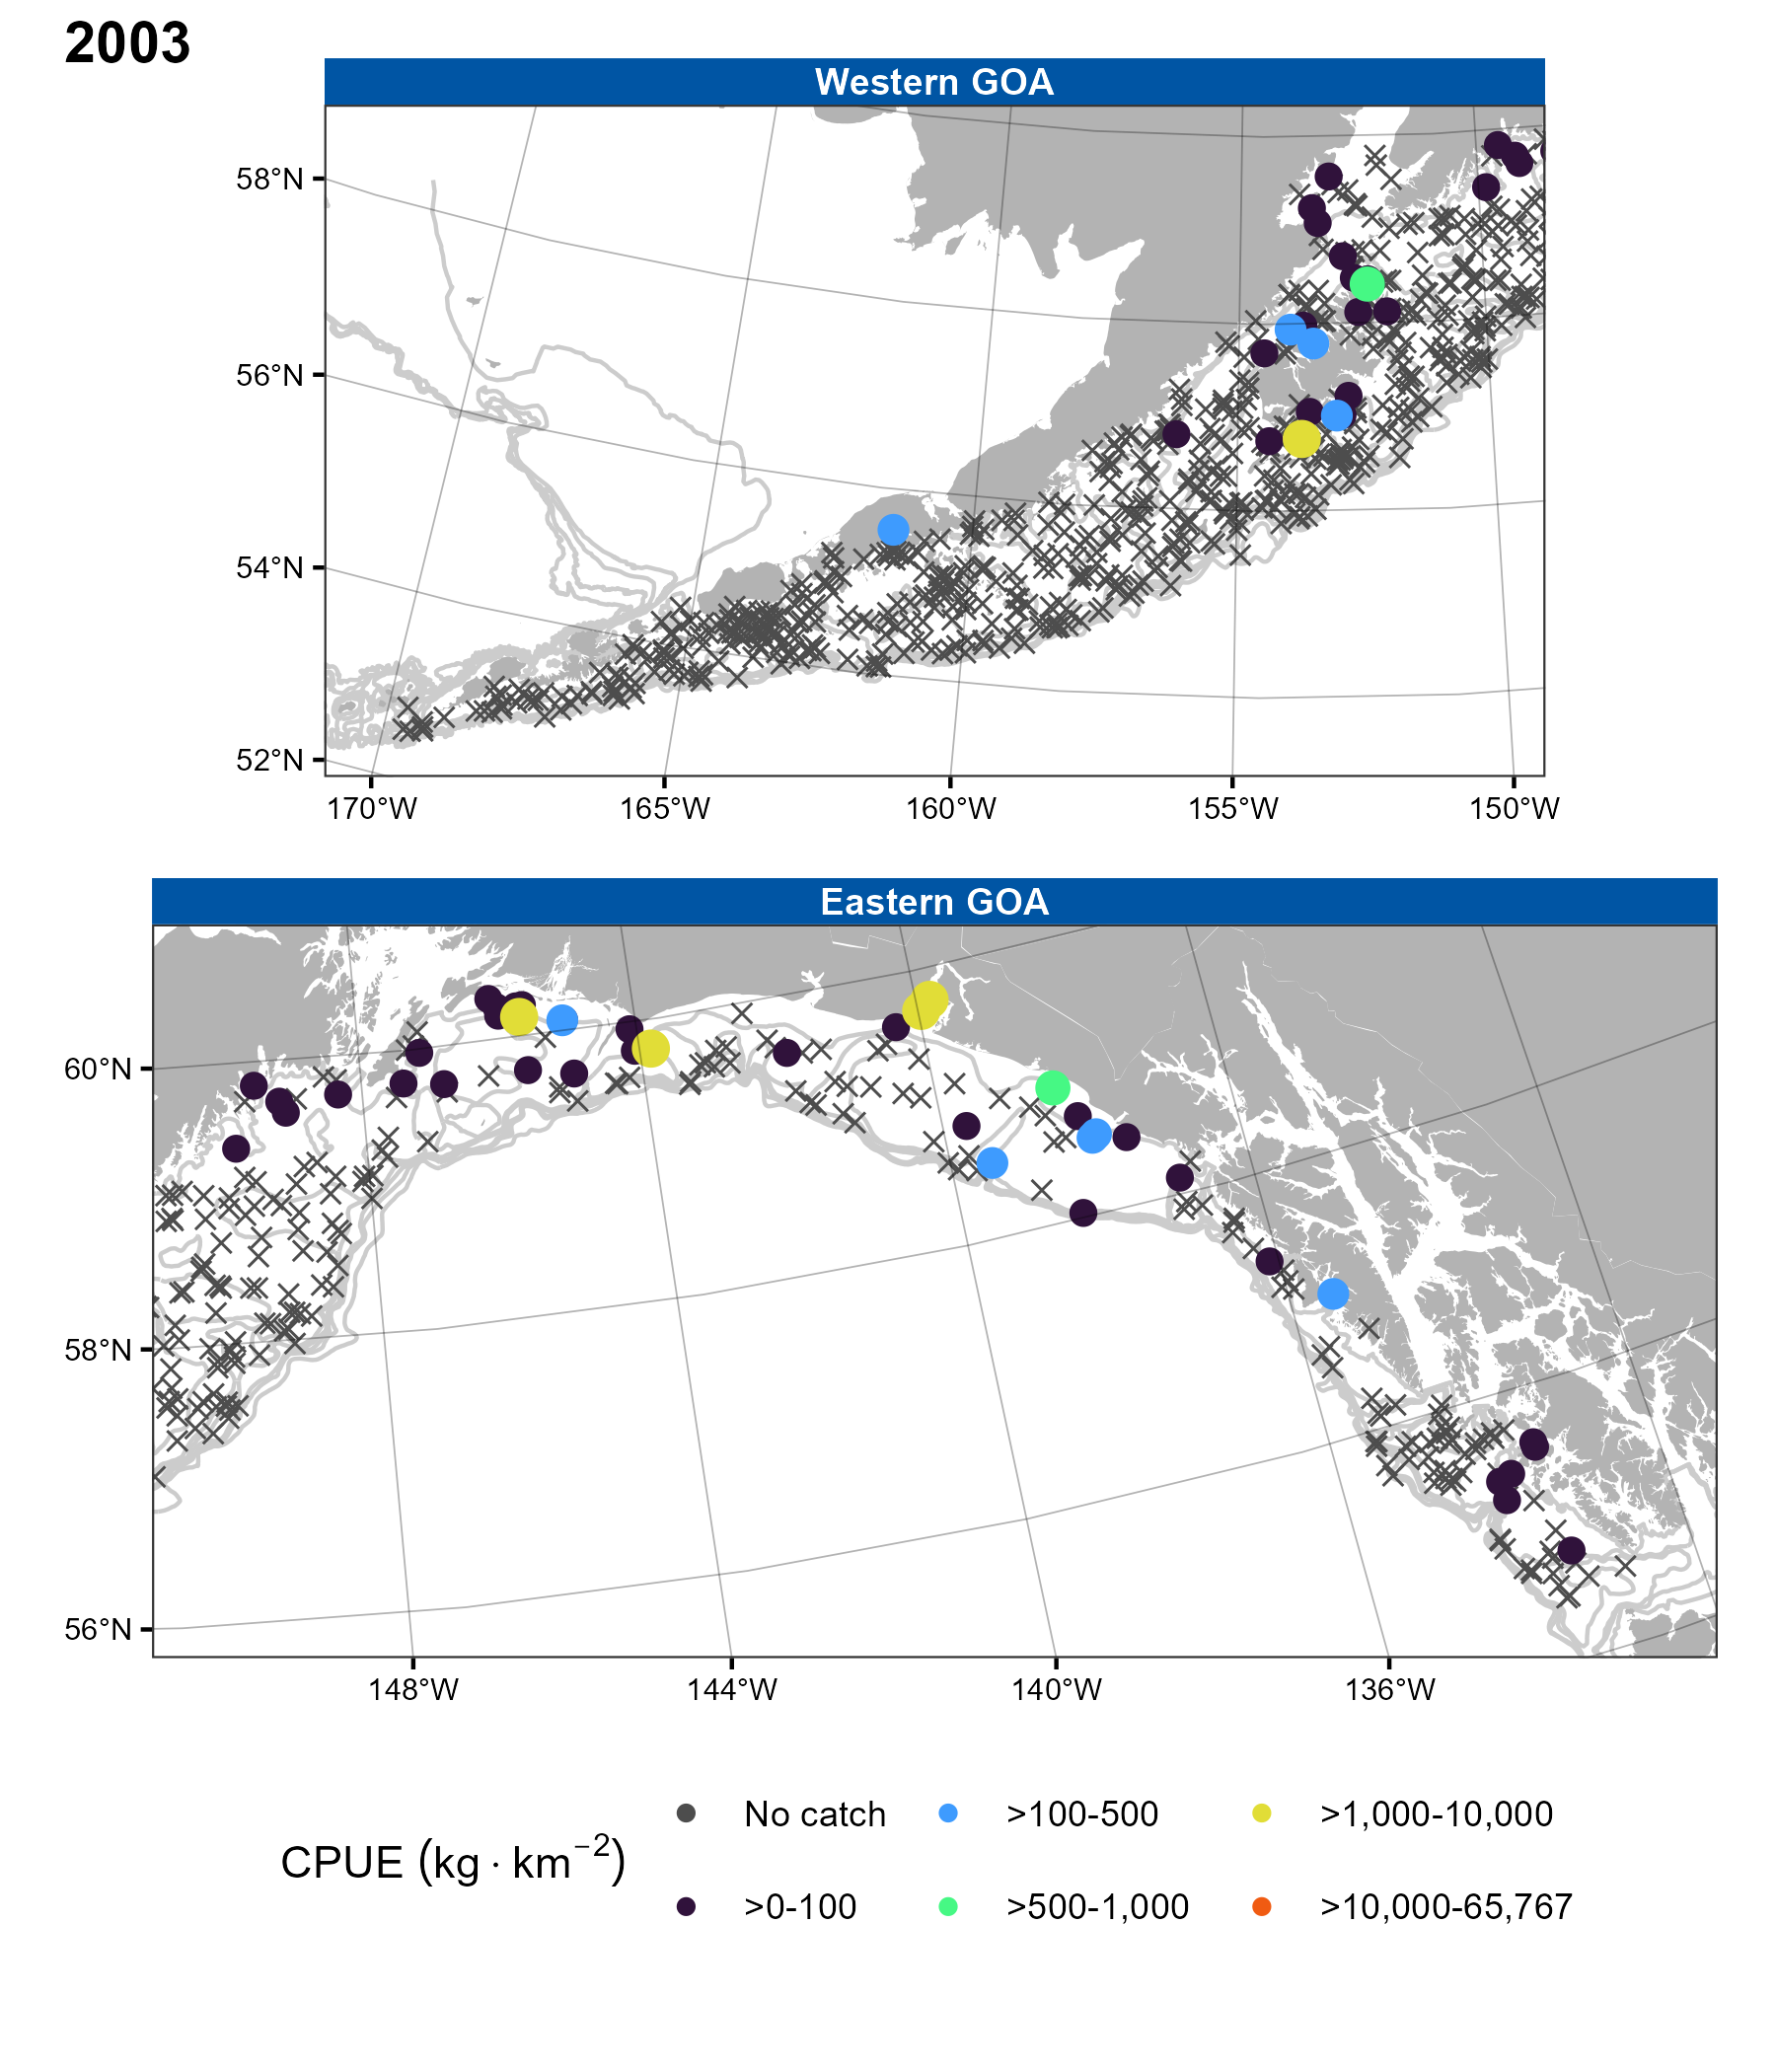 2003
Western GOA
58°N
56°N
54°N
52°N
170°W 165°W 160°W 155°W 150°W
Eastern GOA
60°N
58°N
56°N
148°W 144°W 140°W 136°W
CPUE (kg · km⁻²)
No catch >100-500 >1,000-10,000
>0-100 >500-1,000 >10,000-65,767